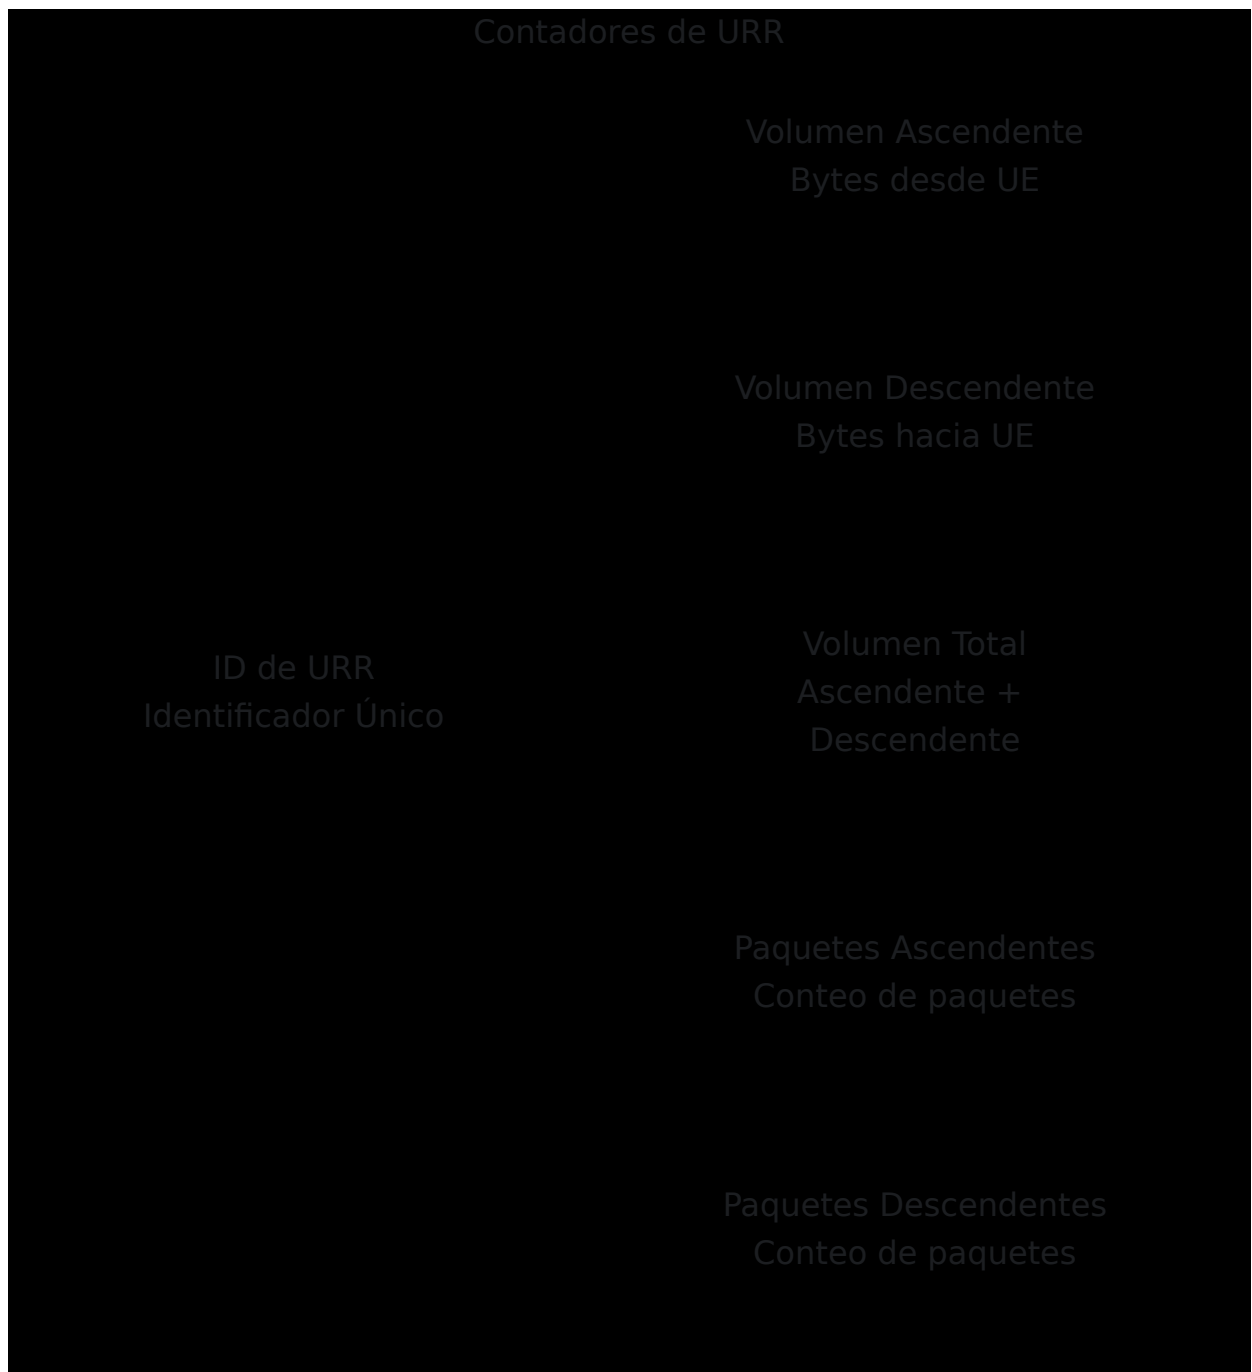 Contadores de URR
Volumen Ascendente
Bytes desde UE
Volumen Descendente
Bytes hacia UE
ID de URR
Identificador Único
Volumen Total
Ascendente +
Descendente
Paquetes Ascendentes
Conteo de paquetes
Paquetes Descendentes
Conteo de paquetes